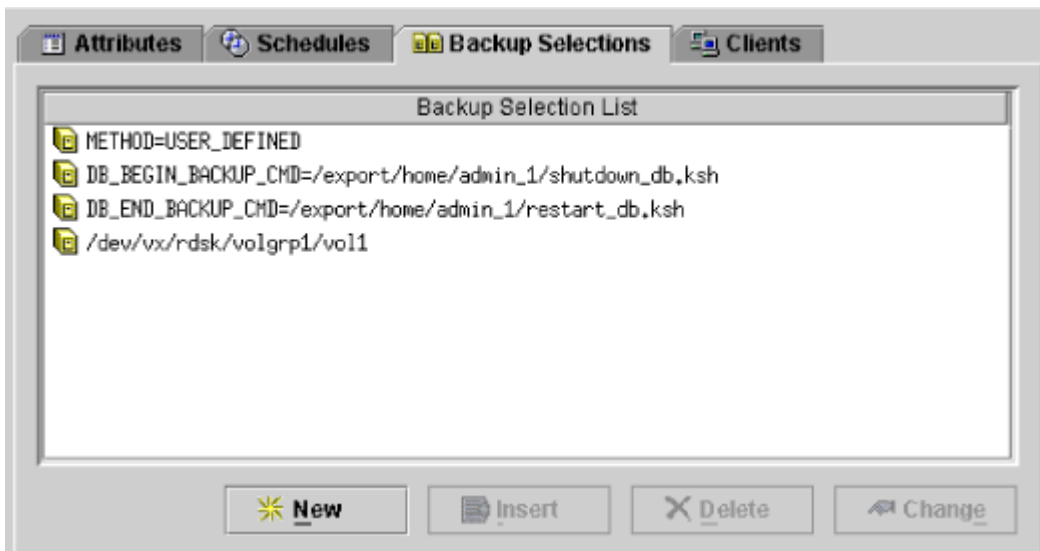 Attributes Schedules Backup Selections Clients
Backup Selection List
METHOD=USER_DEFINED
DB_BEGIN_BACKUP_CMD=/export/home/admin_1/shutdown_db.ksh
DB_END_BACKUP_CMD=/export/home/admin_1/restart_db.ksh
/dev/vx/rdsk/volgrp1/vol1
New Insert Delete Change